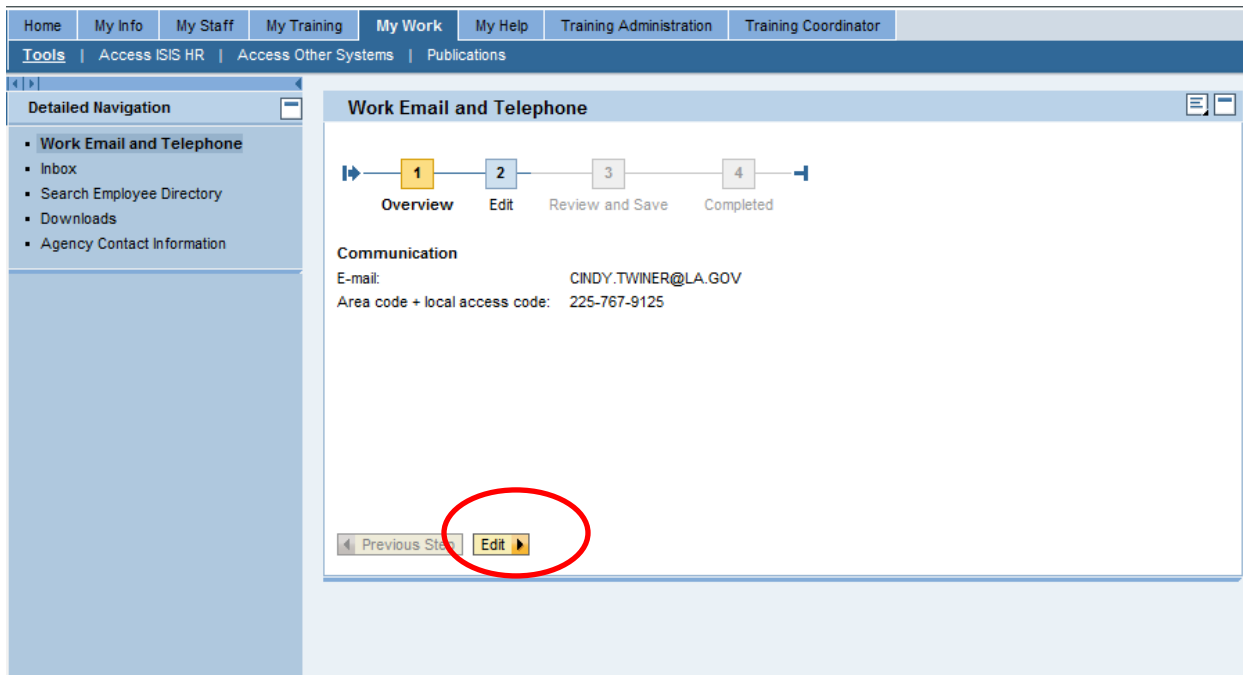 Home My Info My Staff My Training My Work My Help Training Administration Training Coordinator
Tools | Access ISIS HR | Access Other Systems | Publications
Detailed Navigation
Work Email and Telephone
Inbox
Search Employee Directory
Downloads
Agency Contact Information
Work Email and Telephone
1 2 3 4
Overview Edit Review and Save Completed
Communication
E-mail: CINDY.TWINER@LA.GOV
Area code + local access code: 225-767-9125
Previous Step Edit